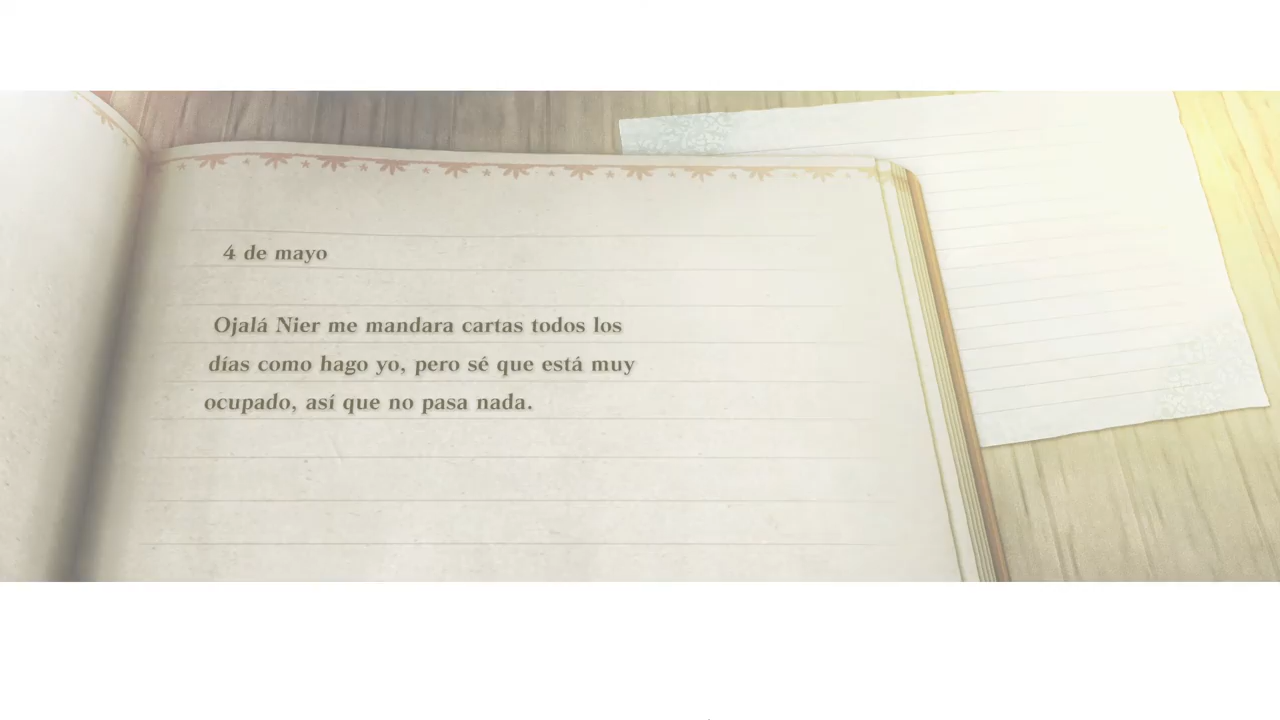 4 de mayo
Ojalá Nier me mandara cartas todos los
días como hago yo, pero sé que está muy
ocupado, así que no pasa nada.